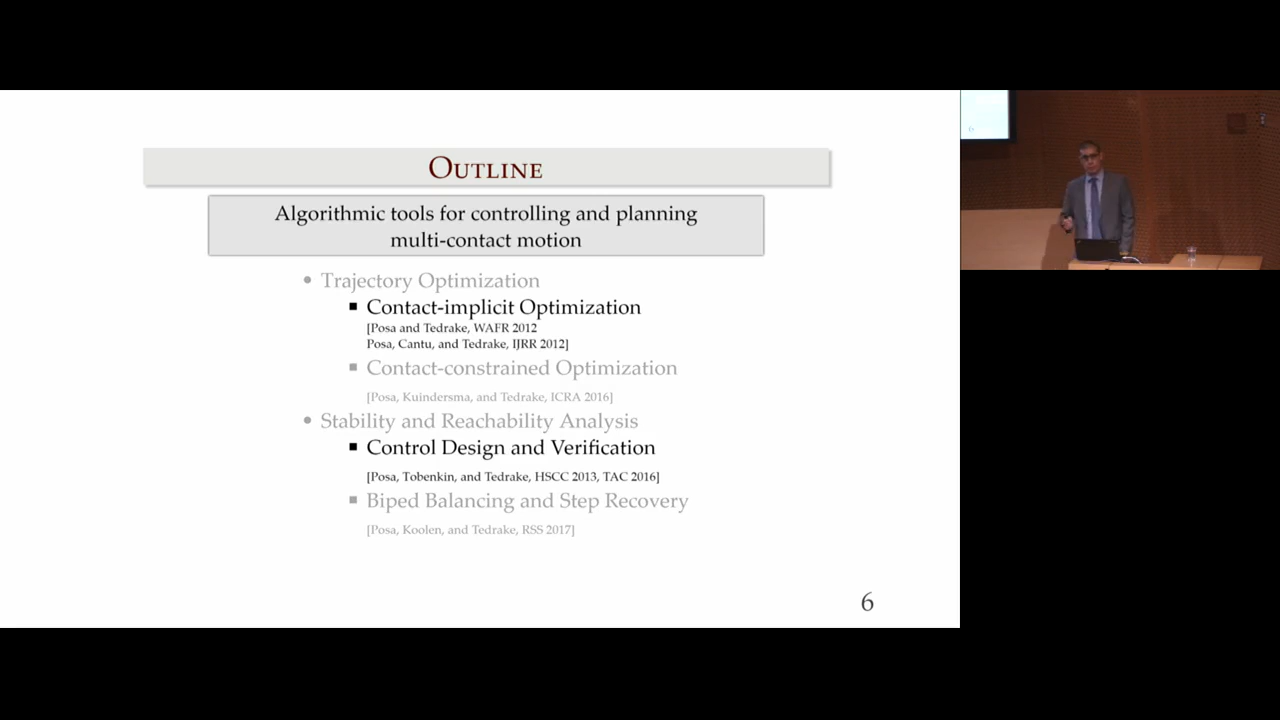 OUTLINE
Algorithmic tools for controlling and planning
multi-contact motion
• Trajectory Optimization
▪ Contact-implicit Optimization
[Posa and Tedrake, WAFR 2012
Posa, Cantu, and Tedrake, IJRR 2012]
▪ Contact-constrained Optimization
[Posa, Kuindersma, and Tedrake, ICRA 2016]
• Stability and Reachability Analysis
▪ Control Design and Verification
[Posa, Tobenkin, and Tedrake, HSCC 2013, TAC 2016]
▪ Biped Balancing and Step Recovery
[Posa, Koolen, and Tedrake, RSS 2017]
6